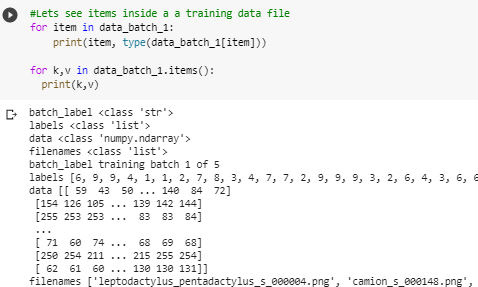 #Lets see items inside a a training data file
for item in data_batch_1:
    print(item, type(data_batch_1[item]))

for k,v in data_batch_1.items():
  print(k,v)

batch_label <class 'str'>
labels <class 'list'>
data <class 'numpy.ndarray'>
filenames <class 'list'>
batch_label training batch 1 of 5
labels [6, 9, 9, 4, 1, 1, 2, 7, 8, 3, 4, 7, 7, 2, 9, 9, 9, 3, 2, 6, 4, 3, 6, 6
data [[ 59  43  50 ... 140  84  72]
 [154 126 105 ... 139 142 144]
 [255 253 253 ...  83  83  84]
 ...
 [ 71  60  74 ...  68  69  68]
 [250 254 211 ... 215 255 254]
 [ 62  61  60 ... 130 130 131]]
filenames ['leptodactylus_pentadactylus_s_000004.png', 'camion_s_000148.png',